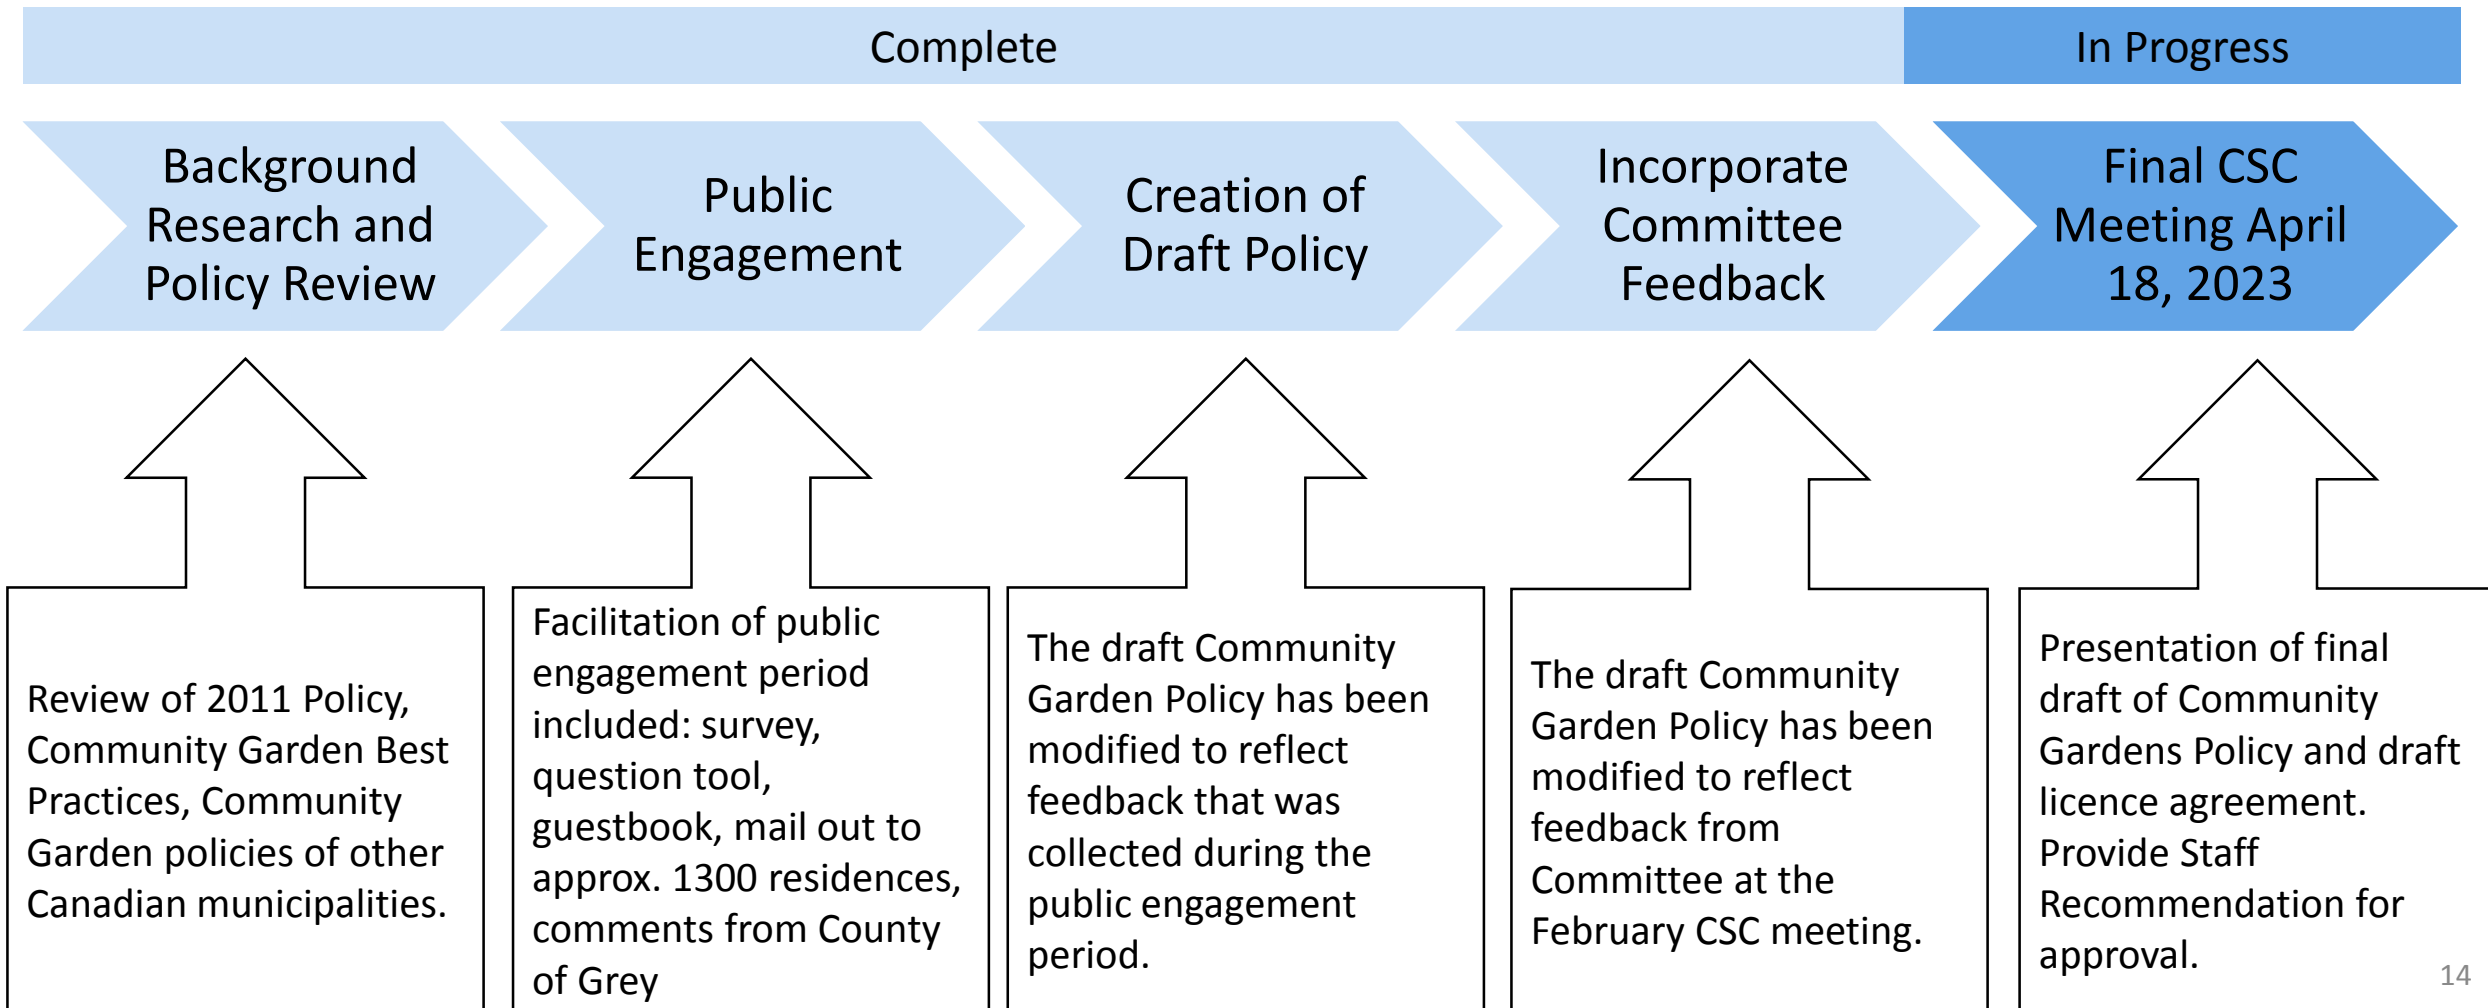 Complete
In Progress
Background
Research and
Policy Review
Public
Engagement
Creation of
Draft Policy
Incorporate
Committee
Feedback
Final CSC
Meeting April
18, 2023
Review of 2011 Policy,
Community Garden Best
Practices, Community
Garden policies of other
Canadian municipalities.
Facilitation of public
engagement period
included: survey,
question tool,
guestbook, mail out to
approx. 1300 residences,
comments from County
of Grey
The draft Community
Garden Policy has been
modified to reflect
feedback that was
collected during the
public engagement
period.
The draft Community
Garden Policy has been
modified to reflect
feedback from
Committee at the
February CSC meeting.
Presentation of final
draft of Community
Gardens Policy and draft
licence agreement.
Provide Staff
Recommendation for
approval.
14